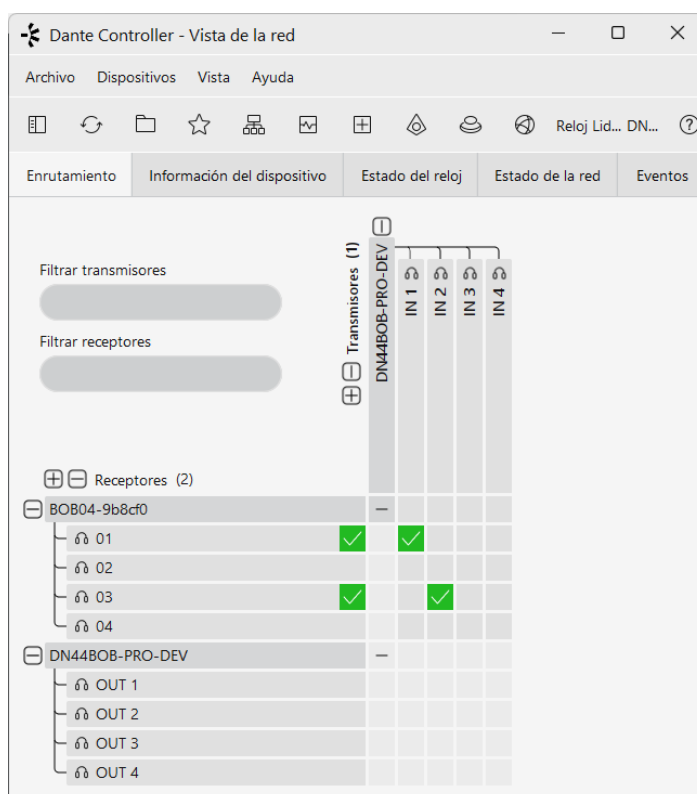 Dante Controller - Vista de la red
Archivo Dispositivos Vista Ayuda
Reloj Lid... DN...
Enrutamiento Información del dispositivo Estado del reloj Estado de la red Eventos
Filtrar transmisores
Filtrar receptores
Transmisores (1)
DN44BOB-PRO-DEV
IN 1
IN 2
IN 3
IN 4
Receptores (2)
BOB04-9b8cf0
01
02
03
04
DN44BOB-PRO-DEV
OUT 1
OUT 2
OUT 3
OUT 4